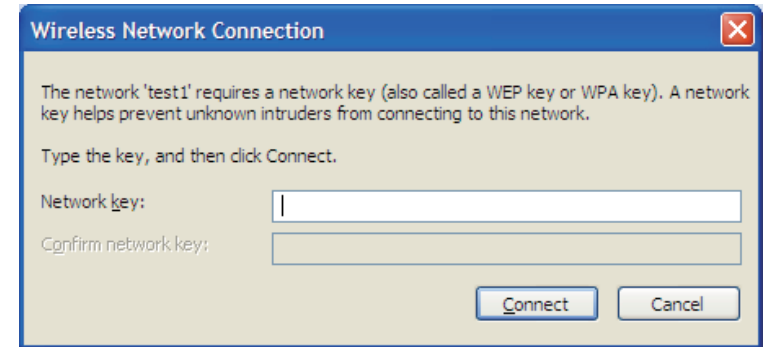 Wireless Network Connection
The network 'test1' requires a network key (also called a WEP key or WPA key). A network
key helps prevent unknown intruders from connecting to this network.
Type the key, and then click Connect.
Network key:
Confirm network key:
Connect Cancel